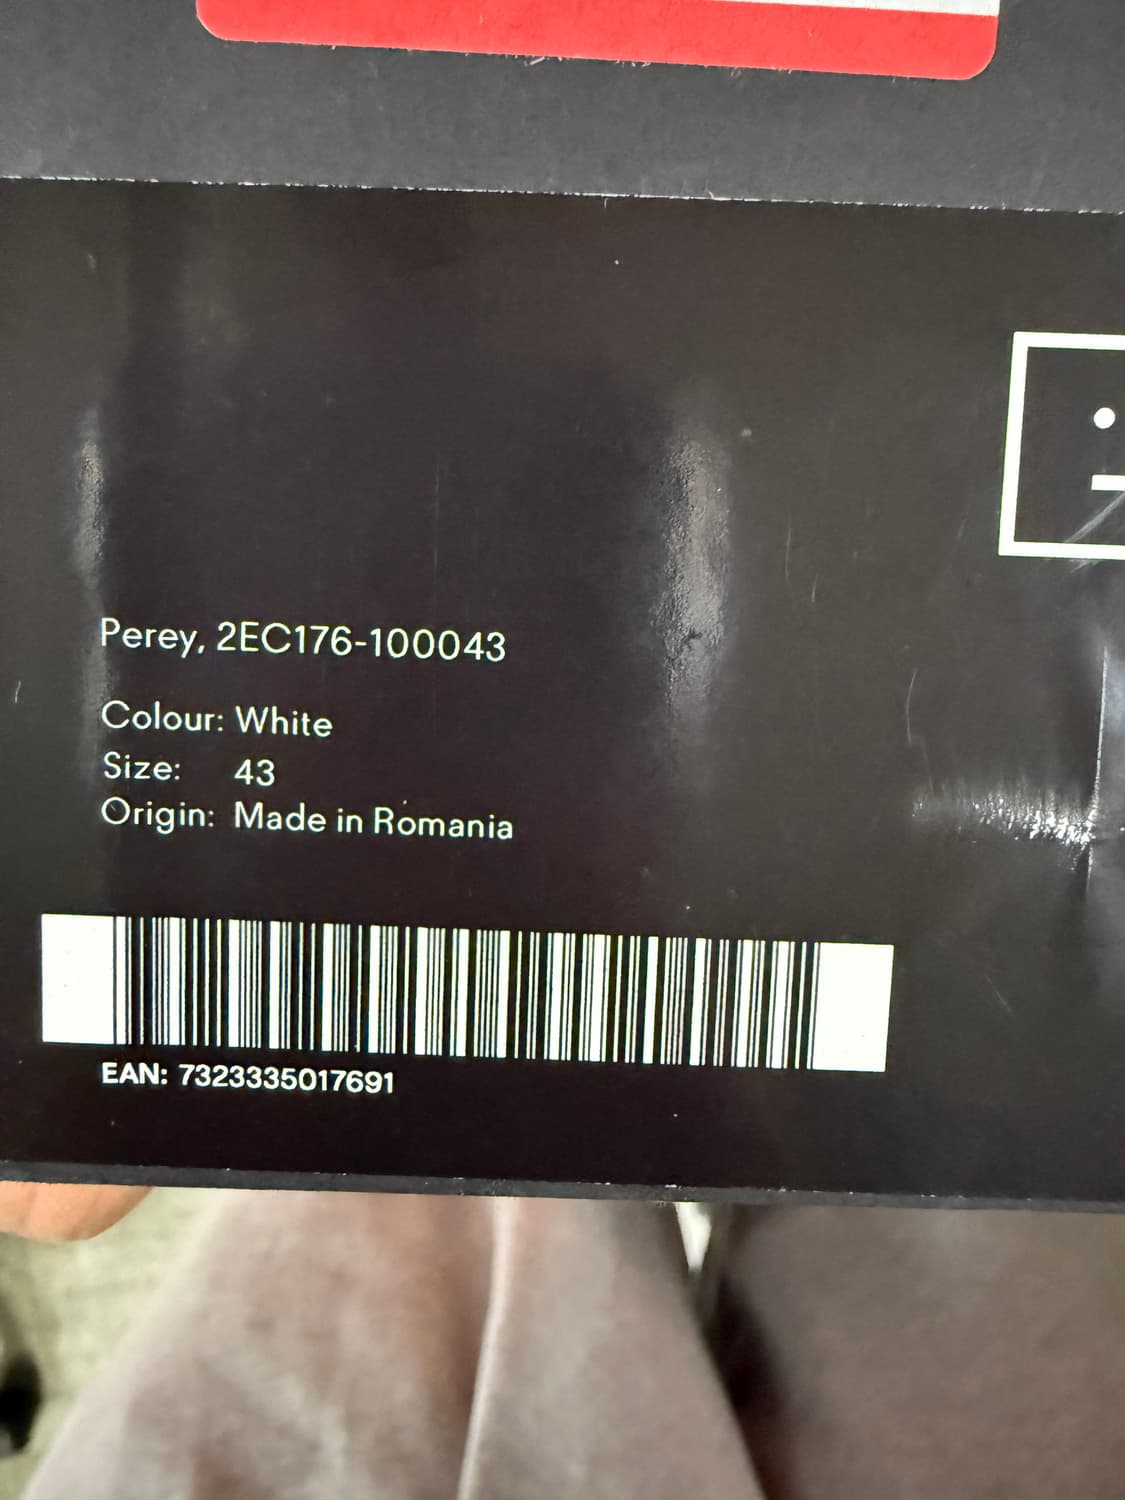 Perey, 2EC176-100043
Colour: White
Size: 43
Origin: Made in Romania
EAN: 7323335017691